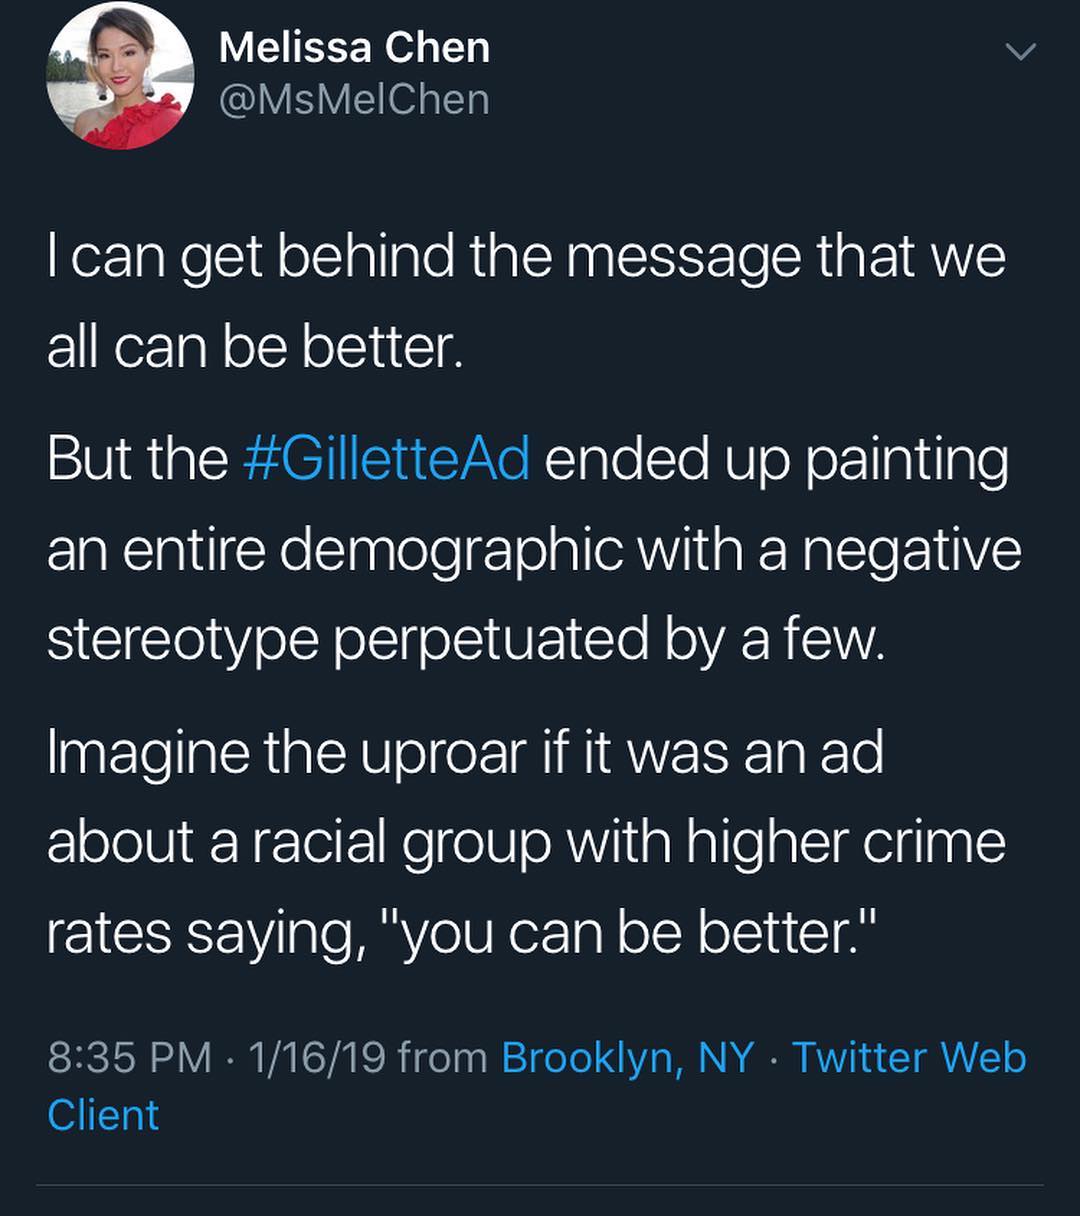 Melissa Chen
@MsMelChen
I can get behind the message that we
all can be better.
But the #GilletteAd ended up painting
an entire demographic with a negative
stereotype perpetuated by a few.
Imagine the uproar if it was an ad
about a racial group with higher crime
rates saying, "you can be better."
8:35 PM · 1/16/19 from Brooklyn, NY · Twitter Web
Client